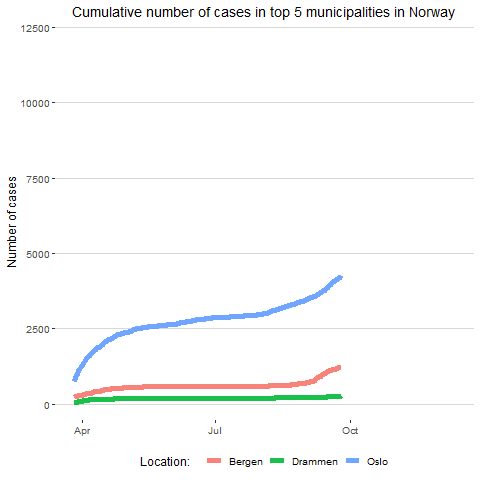 Cumulative number of cases in top 5 municipalities in Norway
Number of cases
12500
10000
7500
5000
2500
0
Apr
Jul
Oct
Location: Bergen Drammen Oslo